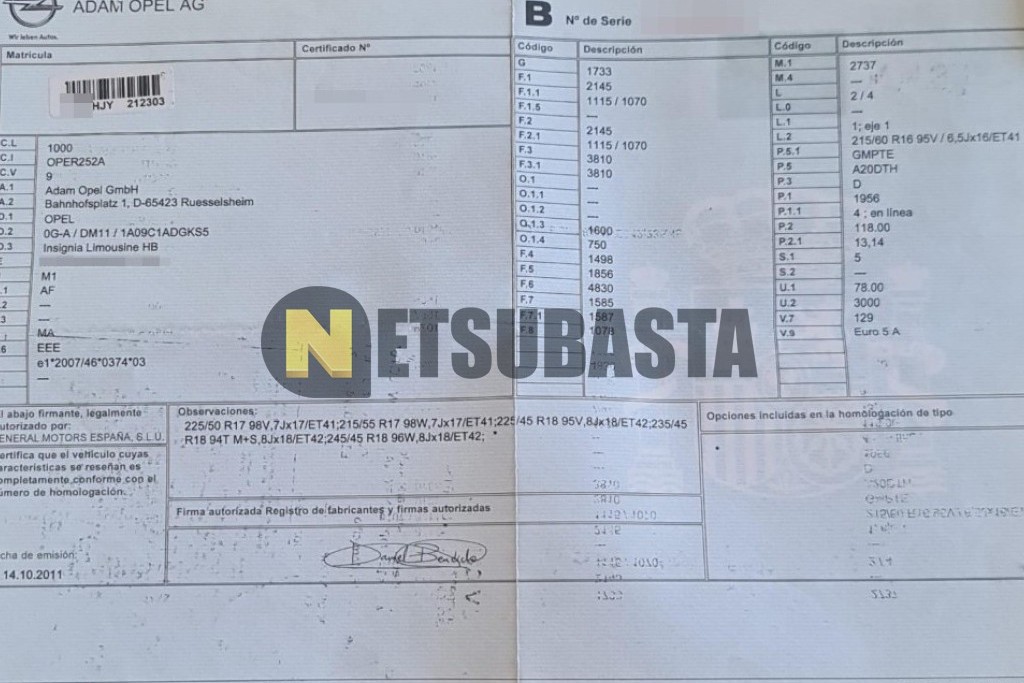 ADAM OPEL AG
Wir leben Autos.
Matrícula
Certificado Nº
HJY 212303
C.L 1000
C.I OPER252A
C.V 9
A.1 Adam Opel GmbH
A.2 Bahnhofsplatz 1, D-65423 Ruesselsheim
D.1 OPEL
D.2 0G-A / DM11 / 1A09C1ADGKS5
D.3 Insignia Limousine HB
E
M1
.1 AF
.2 —
3 —
MA
6 EEE
e1*2007/46*0374*03
—
B Nº de Serie
Código Descripción
G 1733
F.1 2145
F.1.1 1115 / 1070
F.1.5 —
F.2 2145
F.2.1 1115 / 1070
F.3 3810
F.3.1 3810
O.1 —
O.1.1 —
O.1.2 —
O.1.3 1600
O.1.4 750
F.4 1498
F.5 1856
F.6 4830
F.7 1585
F.7.1 1587
F.8 1078
Código Descripción
M.1 2737
M.4 —
L 2 / 4
L.0 —
L.1 1; eje 1
L.2 215/60 R16 95V / 6,5Jx16/ET41
P.5.1 GMPTE
P.5 A20DTH
P.3 D
P.1 1956
P.1.1 4 ; en línea
P.2 118.00
P.2.1 13,14
S.1 5
S.2 —
U.1 78.00
U.2 3000
V.7 129
V.9 Euro 5 A
NETSUBASTA
El abajo firmante, legalmente
autorizado por:
GENERAL MOTORS ESPAÑA, S.L.U.
Certifica que el vehículo cuyas
características se reseñan es
completamente conforme con el
número de homologación.
Fecha de emisión:
14.10.2011
Observaciones:
225/50 R17 98V,7Jx17/ET41;215/55 R17 98W,7Jx17/ET41;225/45 R18 95V,8Jx18/ET42;235/45
R18 94T M+S,8Jx18/ET42;245/45 R18 96W,8Jx18/ET42; *
Firma autorizada Registro de fabricantes y firmas autorizadas
Opciones incluidas en la homologación de tipo
*